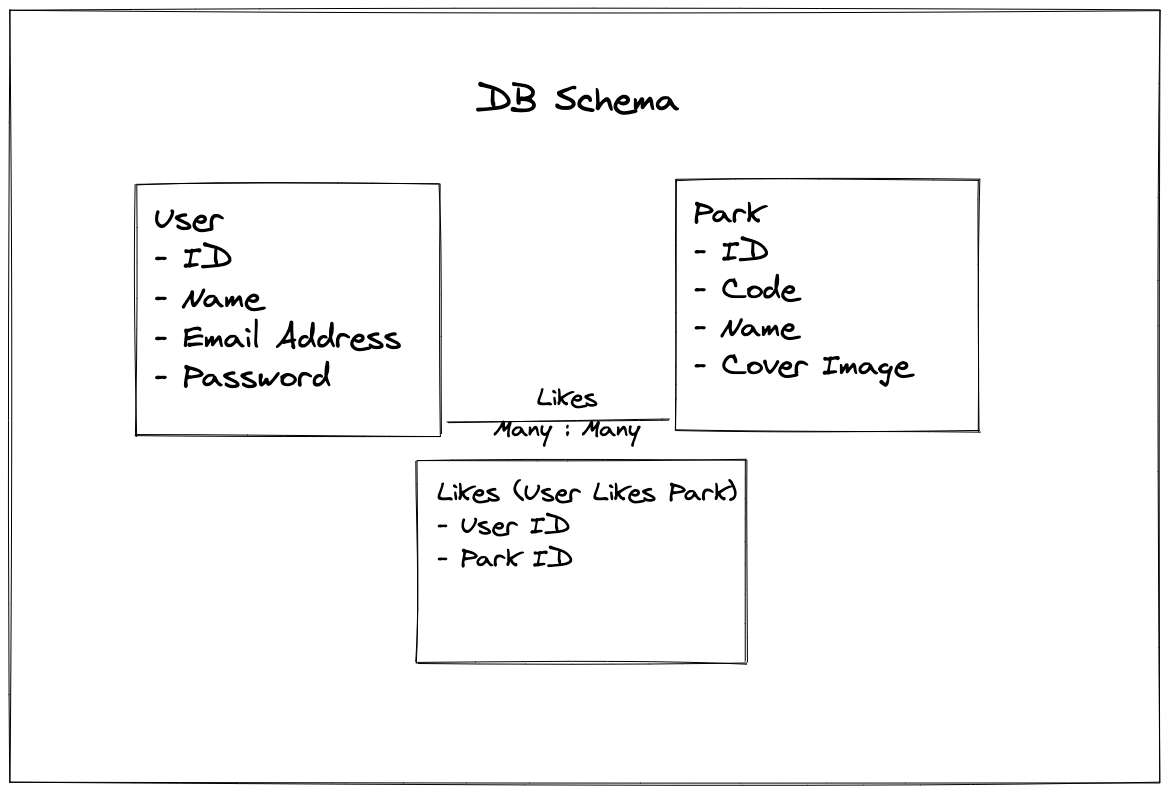 DB Schema
User
- ID
- Name
- Email Address
- Password
Park
- ID
- Code
- Name
- Cover Image
Likes
Many : Many
Likes (User Likes Park)
- User ID
- Park ID